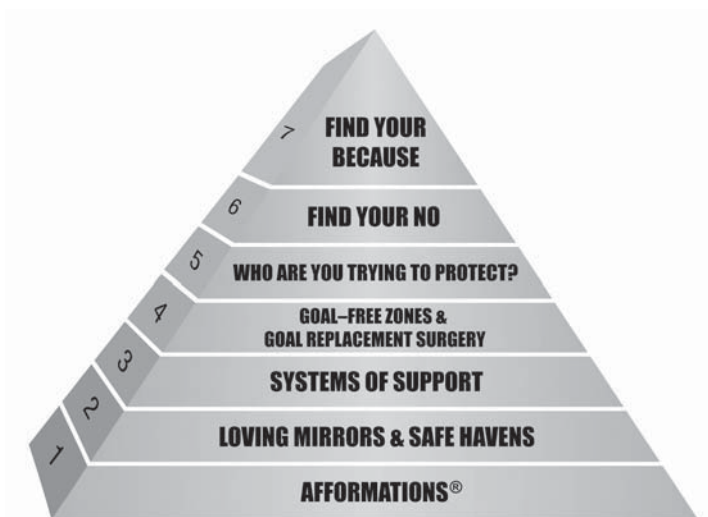 7
FIND YOUR
BECAUSE
6
FIND YOUR NO
5
WHO ARE YOU TRYING TO PROTECT?
4
GOAL–FREE ZONES &
GOAL REPLACEMENT SURGERY
3
SYSTEMS OF SUPPORT
2
LOVING MIRRORS & SAFE HAVENS
1
AFFORMATIONS®